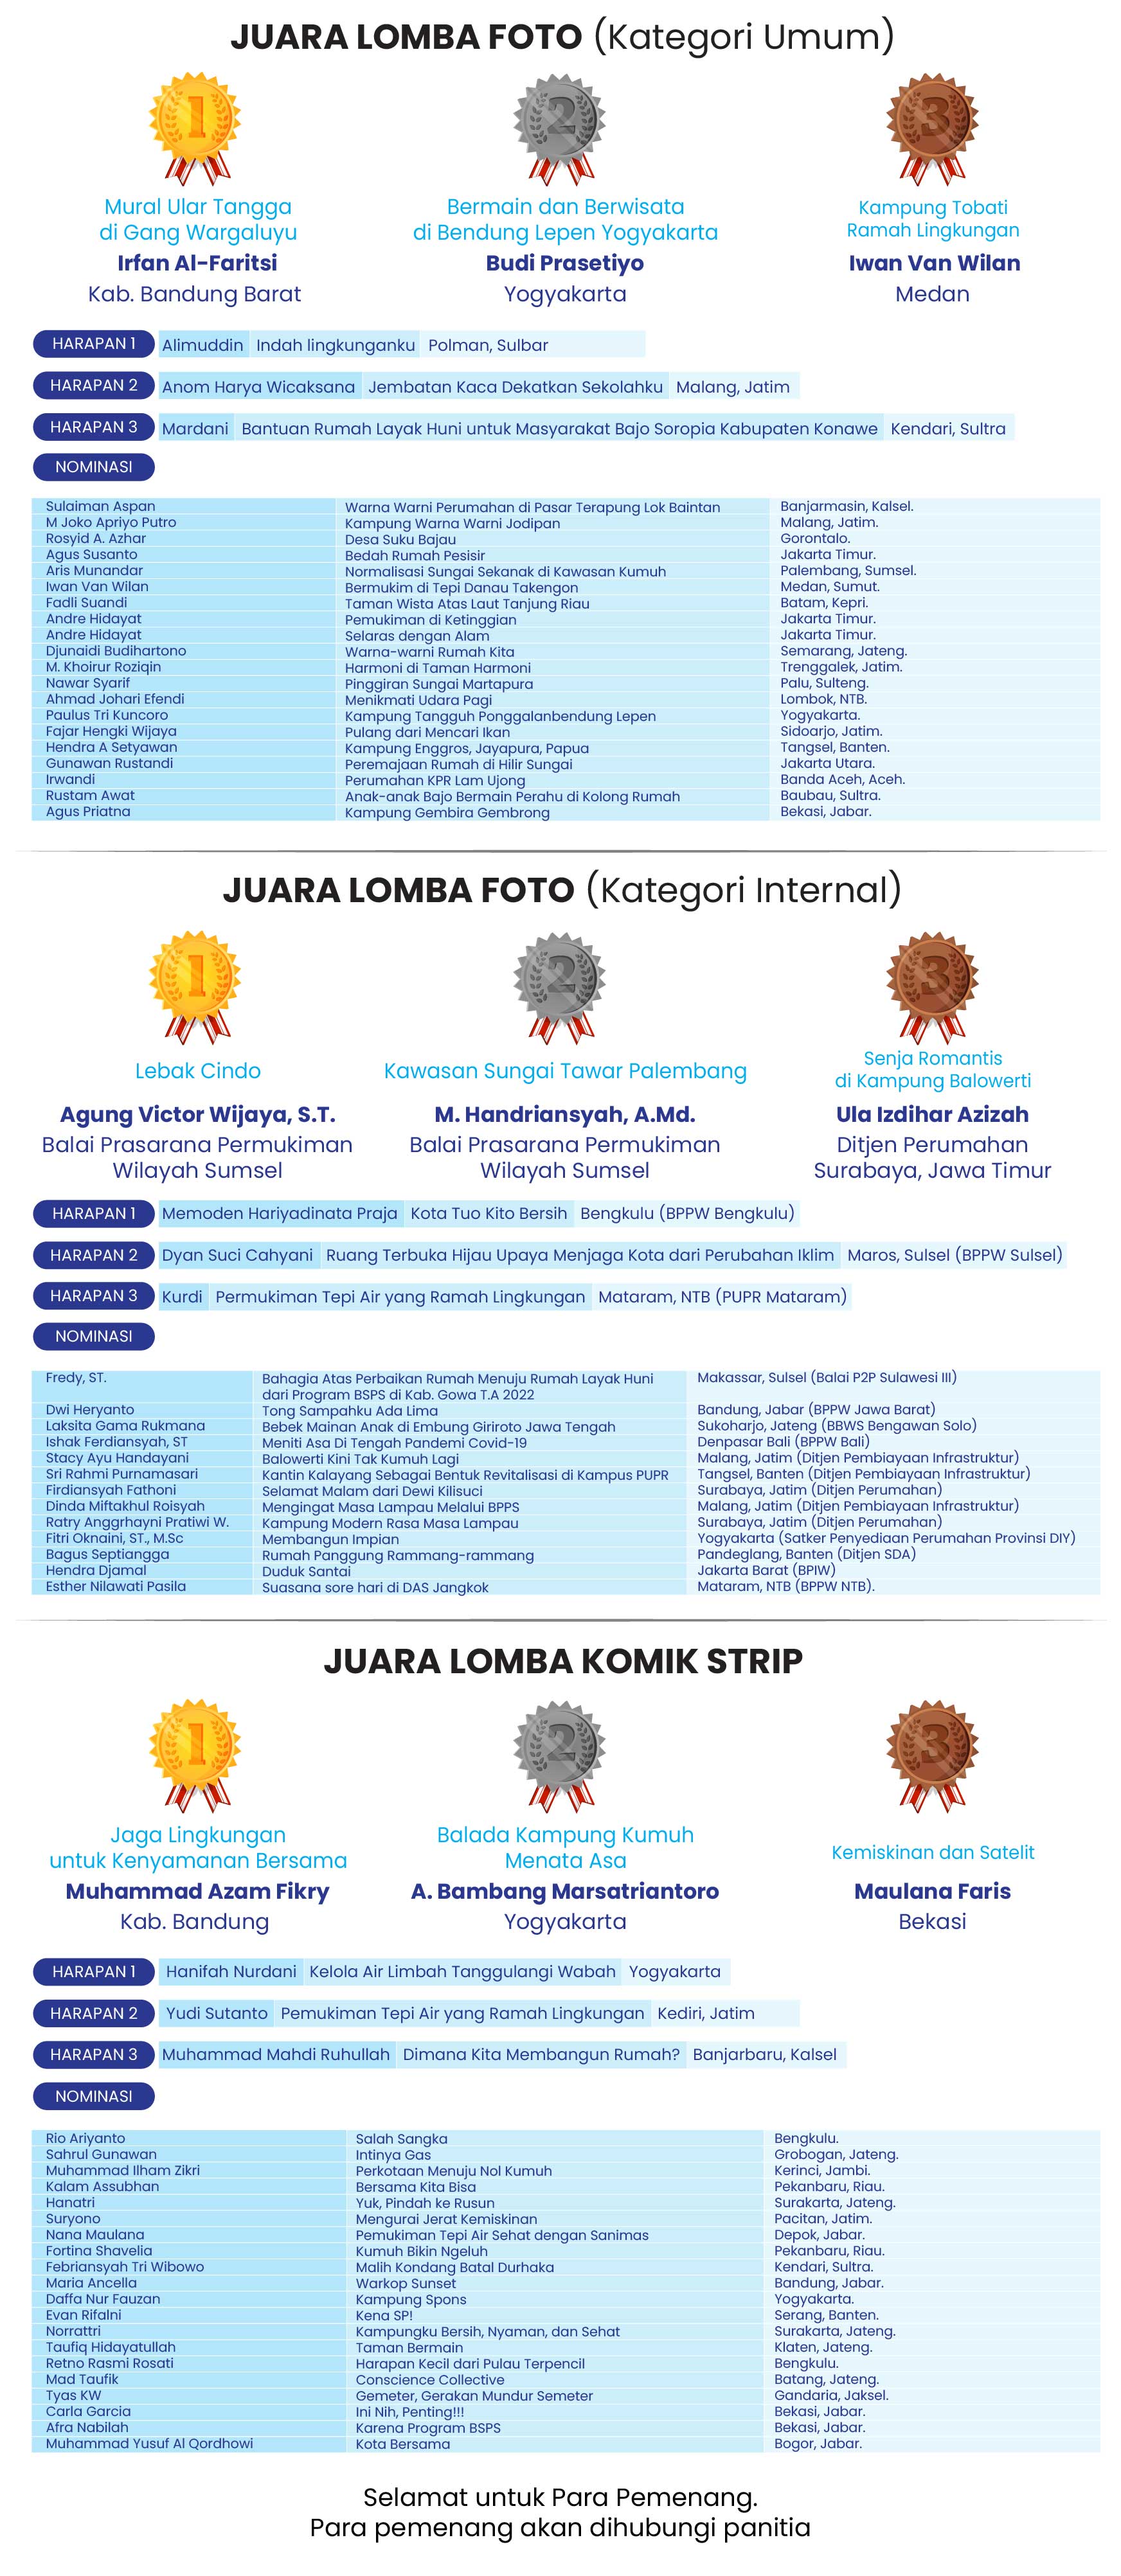 JUARA LOMBA FOTO (Kategori Umum)
1
2
3
Mural Ular Tangga
di Gang Wargaluyu
Irfan Al-Faritsi
Kab. Bandung Barat
Bermain dan Berwisata
di Bendung Lepen Yogyakarta
Budi Prasetiyo
Yogyakarta
Kampung Tobati
Ramah Lingkungan
Iwan Van Wilan
Medan
HARAPAN 1 Alimuddin Indah lingkunganku Polman, Sulbar
HARAPAN 2 Anom Harya Wicaksana Jembatan Kaca Dekatkan Sekolahku Malang, Jatim
HARAPAN 3 Mardani Bantuan Rumah Layak Huni untuk Masyarakat Bajo Soropia Kabupaten Konawe Kendari, Sultra
NOMINASI
Sulaiman Aspan Warna Warni Perumahan di Pasar Terapung Lok Baintan Banjarmasin, Kalsel.
M Joko Apriyo Putro Kampung Warna Warni Jodipan Malang, Jatim.
Rosyid A. Azhar Desa Suku Bajau Gorontalo.
Agus Susanto Bedah Rumah Pesisir Jakarta Timur.
Aris Munandar Normalisasi Sungai Sekanak di Kawasan Kumuh Palembang, Sumsel.
Iwan Van Wilan Bermukim di Tepi Danau Takengon Medan, Sumut.
Fadli Suandi Taman Wista Atas Laut Tanjung Riau Batam, Kepri.
Andre Hidayat Pemukiman di Ketinggian Jakarta Timur.
Andre Hidayat Selaras dengan Alam Jakarta Timur.
Djunaidi Budihartono Warna-warni Rumah Kita Semarang, Jateng.
M. Khoirur Roziqin Harmoni di Taman Harmoni Trenggalek, Jatim.
Nawar Syarif Pinggiran Sungai Martapura Palu, Sulteng.
Ahmad Johari Efendi Menikmati Udara Pagi Lombok, NTB.
Paulus Tri Kuncoro Kampung Tangguh Ponggalanbendung Lepen Yogyakarta.
Fajar Hengki Wijaya Pulang dari Mencari Ikan Sidoarjo, Jatim.
Hendra A Setyawan Kampung Enggros, Jayapura, Papua Tangsel, Banten.
Gunawan Rustandi Peremajaan Rumah di Hilir Sungai Jakarta Utara.
Irwandi Perumahan KPR Lam Ujong Banda Aceh, Aceh.
Rustam Awat Anak-anak Bajo Bermain Perahu di Kolong Rumah Baubau, Sultra.
Agus Priatna Kampung Gembira Gembrong Bekasi, Jabar.
JUARA LOMBA FOTO (Kategori Internal)
1
2
3
Lebak Cindo
Agung Victor Wijaya, S.T.
Balai Prasarana Permukiman
Wilayah Sumsel
Kawasan Sungai Tawar Palembang
M. Handriansyah, A.Md.
Balai Prasarana Permukiman
Wilayah Sumsel
Senja Romantis
di Kampung Balowerti
Ula Izdihar Azizah
Ditjen Perumahan
Surabaya, Jawa Timur
HARAPAN 1 Memoden Hariyadinata Praja Kota Tuo Kito Bersih Bengkulu (BPPW Bengkulu)
HARAPAN 2 Dyan Suci Cahyani Ruang Terbuka Hijau Upaya Menjaga Kota dari Perubahan Iklim Maros, Sulsel (BPPW Sulsel)
HARAPAN 3 Kurdi Permukiman Tepi Air yang Ramah Lingkungan Mataram, NTB (PUPR Mataram)
NOMINASI
Fredy, ST. Bahagia Atas Perbaikan Rumah Menuju Rumah Layak Huni Makassar, Sulsel (Balai P2P Sulawesi III)
dari Program BSPS di Kab. Gowa T.A 2022
Dwi Heryanto Tong Sampahku Ada Lima Bandung, Jabar (BPPW Jawa Barat)
Laksita Gama Rukmana Bebek Mainan Anak di Embung Giriroto Jawa Tengah Sukoharjo, Jateng (BBWS Bengawan Solo)
Ishak Ferdiansyah, ST Meniti Asa Di Tengah Pandemi Covid-19 Denpasar Bali (BPPW Bali)
Stacy Ayu Handayani Balowerti Kini Tak Kumuh Lagi Malang, Jatim (Ditjen Pembiayaan Infrastruktur)
Sri Rahmi Purnamasari Kantin Kalayang Sebagai Bentuk Revitalisasi di Kampus PUPR Tangsel, Banten (Ditjen Pembiayaan Infrastruktur)
Firdiansyah Fathoni Selamat Malam dari Dewi Kilisuci Surabaya, Jatim (Ditjen Perumahan)
Dinda Miftakhul Roisyah Mengingat Masa Lampau Melalui BPPS Malang, Jatim (Ditjen Pembiayaan Infrastruktur)
Ratry Anggrhayni Pratiwi W. Kampung Modern Rasa Masa Lampau Surabaya, Jatim (Ditjen Perumahan)
Fitri Oknaini, ST., M.Sc Membangun Impian Yogyakarta (Satker Penyediaan Perumahan Provinsi DIY)
Bagus Septiangga Rumah Panggung Rammang-rammang Pandeglang, Banten (Ditjen SDA)
Hendra Djamal Duduk Santai Jakarta Barat (BPIW)
Esther Nilawati Pasila Suasana sore hari di DAS Jangkok Mataram, NTB (BPPW NTB).
JUARA LOMBA KOMIK STRIP
1
2
3
Jaga Lingkungan
untuk Kenyamanan Bersama
Muhammad Azam Fikry
Kab. Bandung
Balada Kampung Kumuh
Menata Asa
A. Bambang Marsatriantoro
Yogyakarta
Kemiskinan dan Satelit
Maulana Faris
Bekasi
HARAPAN 1 Hanifah Nurdani Kelola Air Limbah Tanggulangi Wabah Yogyakarta
HARAPAN 2 Yudi Sutanto Pemukiman Tepi Air yang Ramah Lingkungan Kediri, Jatim
HARAPAN 3 Muhammad Mahdi Ruhullah Dimana Kita Membangun Rumah? Banjarbaru, Kalsel
NOMINASI
Rio Ariyanto Salah Sangka Bengkulu.
Sahrul Gunawan Intinya Gas Grobogan, Jateng.
Muhammad Ilham Zikri Perkotaan Menuju Nol Kumuh Kerinci, Jambi.
Kalam Assubhan Bersama Kita Bisa Pekanbaru, Riau.
Hanatri Yuk, Pindah ke Rusun Surakarta, Jateng.
Suryono Mengurai Jerat Kemiskinan Pacitan, Jatim.
Nana Maulana Pemukiman Tepi Air Sehat dengan Sanimas Depok, Jabar.
Fortina Shavelia Kumuh Bikin Ngeluh Pekanbaru, Riau.
Febriansyah Tri Wibowo Malih Kondang Batal Durhaka Kendari, Sultra.
Maria Ancella Warkop Sunset Bandung, Jabar.
Daffa Nur Fauzan Kampung Spons Yogyakarta.
Evan Rifalni Kena SP! Serang, Banten.
Norrattri Kampungku Bersih, Nyaman, dan Sehat Surakarta, Jateng.
Taufiq Hidayatullah Taman Bermain Klaten, Jateng.
Retno Rasmi Rosati Harapan Kecil dari Pulau Terpencil Bengkulu.
Mad Taufik Conscience Collective Batang, Jateng.
Tyas KW Gemeter, Gerakan Mundur Semeter Gandaria, Jaksel.
Carla Garcia Ini Nih, Penting!!! Bekasi, Jabar.
Afra Nabilah Karena Program BSPS Bekasi, Jabar.
Muhammad Yusuf Al Qordhowi Kota Bersama Bogor, Jabar.
Selamat untuk Para Pemenang.
Para pemenang akan dihubungi panitia